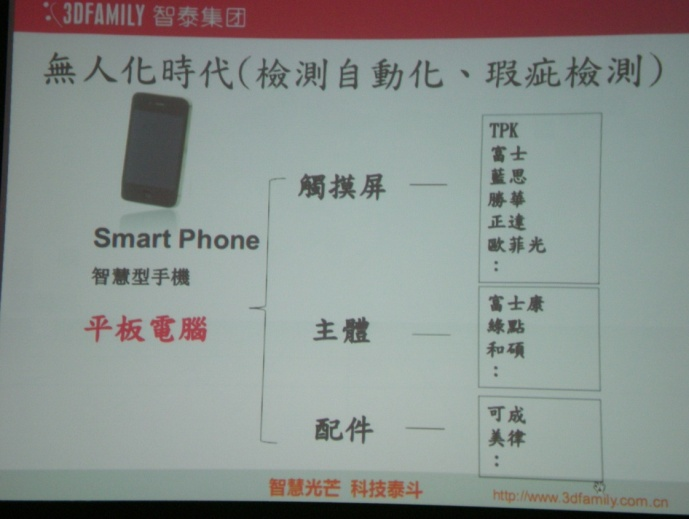 3DFAMILY 智泰集团
無人化時代(檢測自動化、瑕疵檢測)
Smart Phone
智慧型手機
平板電腦
觸摸屏
TPK
富士
藍思
勝華
正達
歐菲光
：
主體
富士康
綠點
和碩
：
配件
可成
美律
：
智慧光芒 科技泰斗
http://www.3dfamily.com.cn